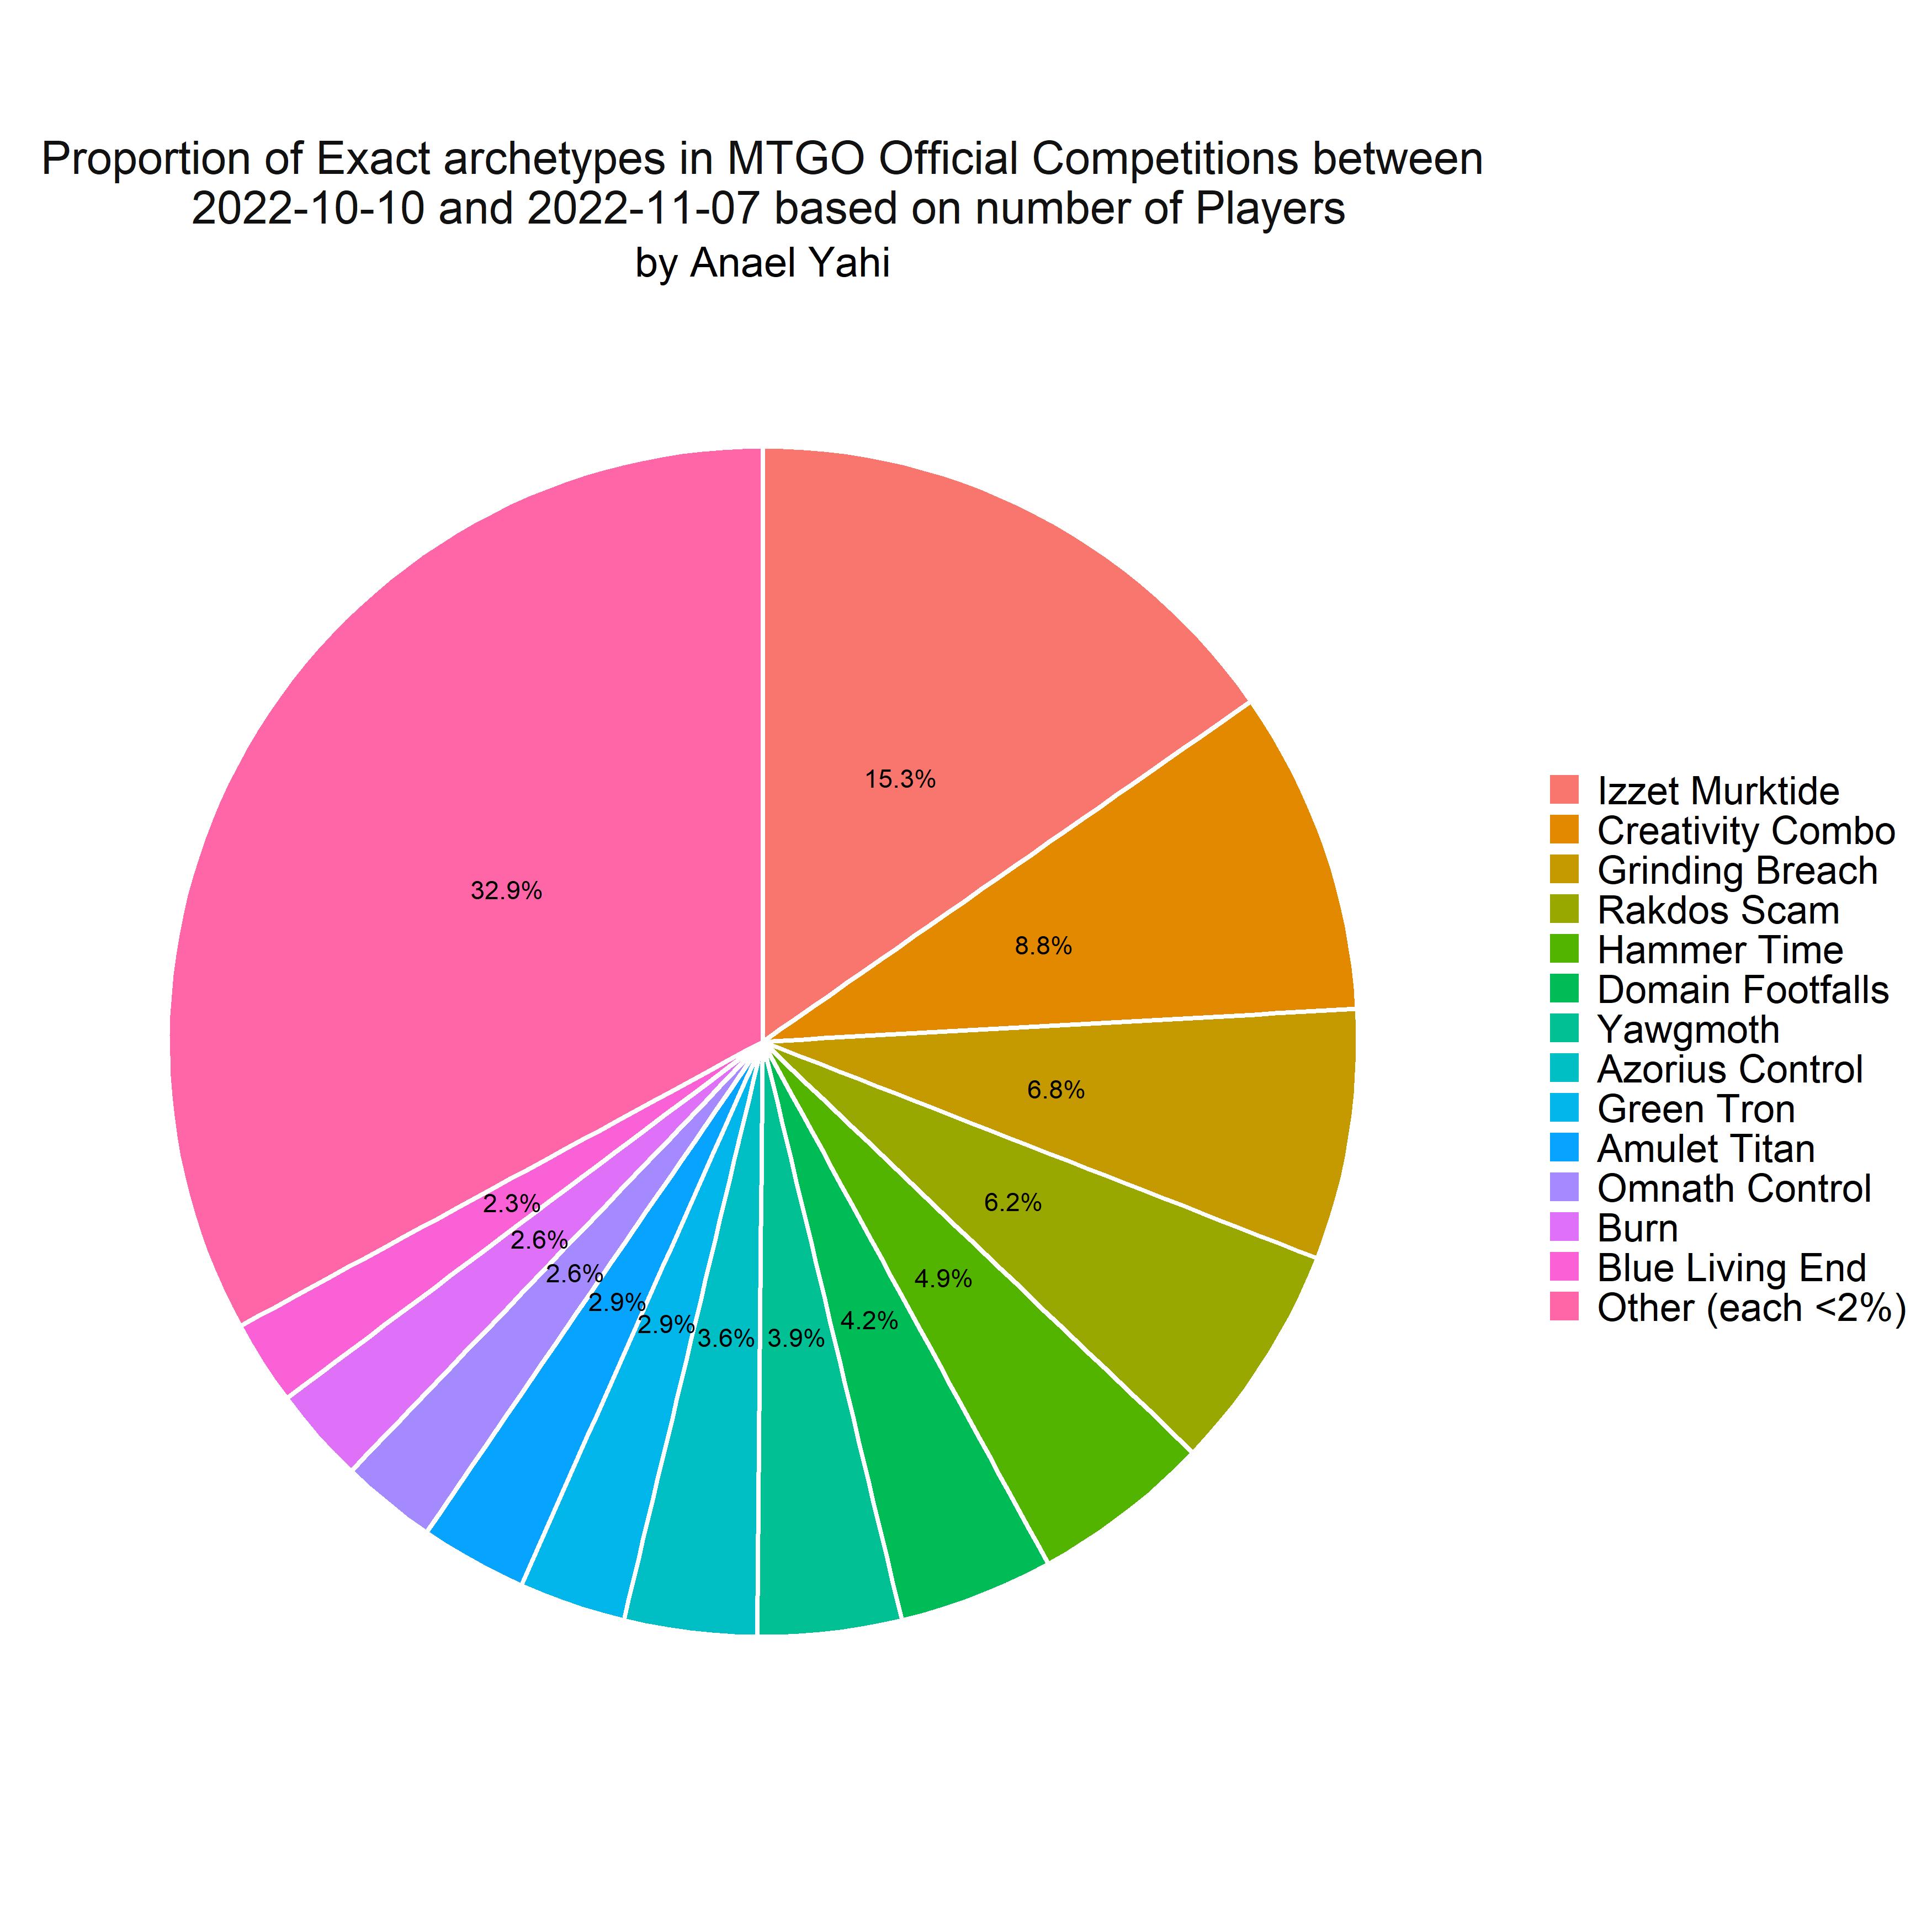 Proportion of Exact archetypes in MTGO Official Competitions between
2022-10-10 and 2022-11-07 based on number of Players
by Anael Yahi
15.3%
32.9%
8.8%
6.8%
6.2%
2.3%
2.6%
2.6%
4.9%
2.9%
4.2%
2.9%
3.6%
3.9%
Izzet Murktide
Creativity Combo
Grinding Breach
Rakdos Scam
Hammer Time
Domain Footfalls
Yawgmoth
Azorius Control
Green Tron
Amulet Titan
Omnath Control
Burn
Blue Living End
Other (each <2%)